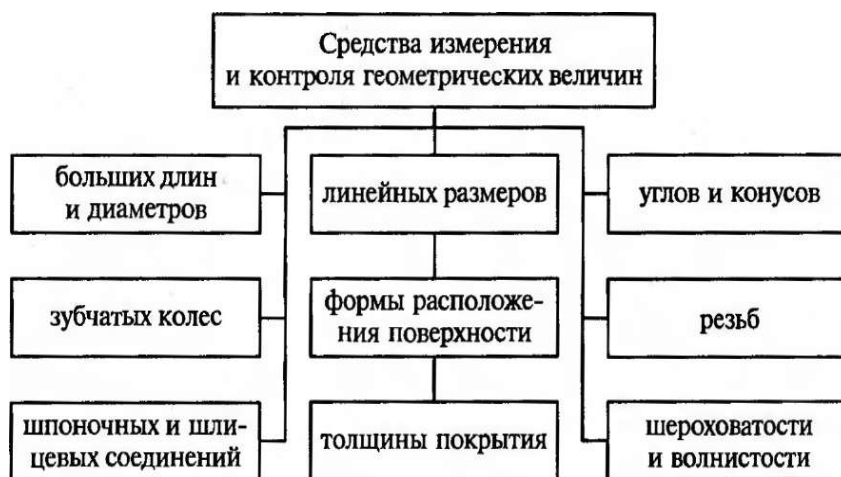 Средства измерения
и контроля геометрических величин
больших длин
и диаметров
линейных размеров
углов и конусов
зубчатых колес
формы расположе-
ния поверхности
резьб
шпоночных и шли-
цевых соединений
толщины покрытия
шероховатости
и волнистости